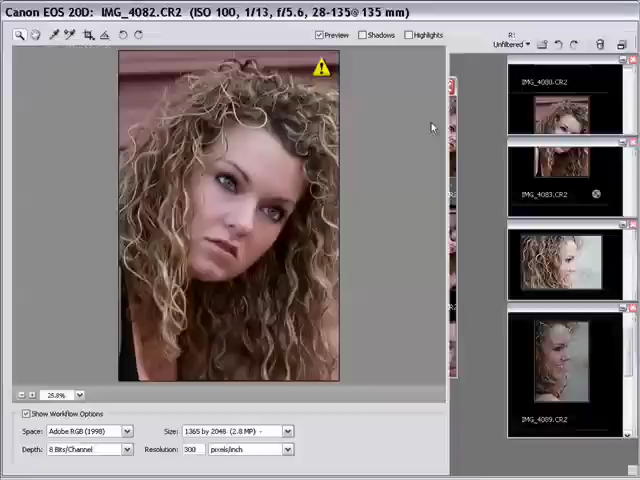 Canon EOS 20D: IMG_4082.CR2 (ISO 100, 1/13, f/5.6, 28-135@135 mm)
Preview Shadows Highlights
Unfiltered
IMG_4080.CR2
IMG_4083.CR2
IMG_4089.CR2
25.8%
Show Workflow Options
Space: Adobe RGB (1998) Size: 1365 by 2048 (2.8 MP) -
Depth: 8 Bits/Channel Resolution: 300 pixels/inch